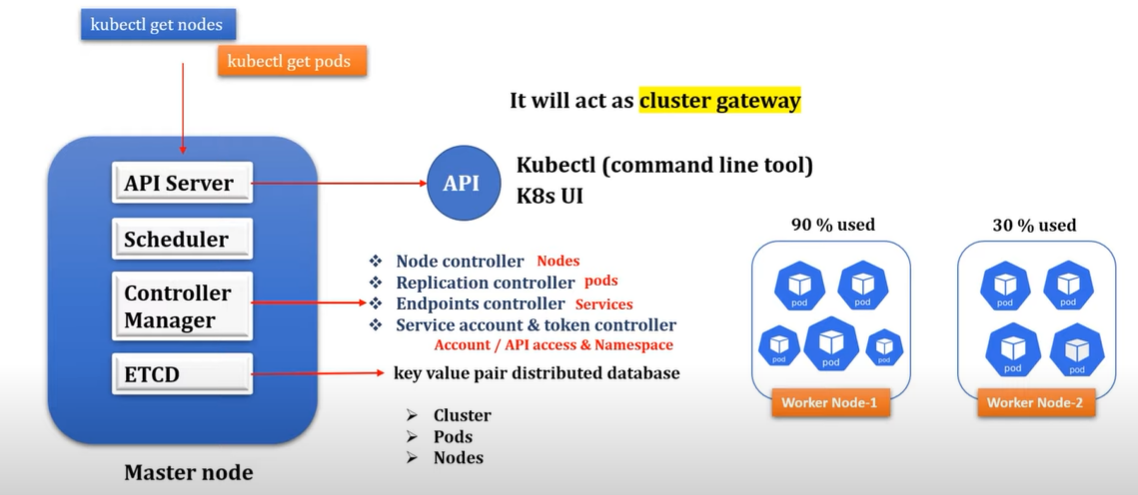 kubectl get nodes
kubectl get pods
It will act as cluster gateway
API Server
API
Kubectl (command line tool)
K8s UI
Scheduler
Controller
Manager
❖ Node controller Nodes
❖ Replication controller pods
❖ Endpoints controller Services
❖ Service account & token controller
Account / API access & Namespace
ETCD
key value pair distributed database
➢ Cluster
➢ Pods
➢ Nodes
Master node
90 % used
pod
pod
pod
pod
pod
Worker Node-1
30 % used
pod
pod
pod
pod
Worker Node-2